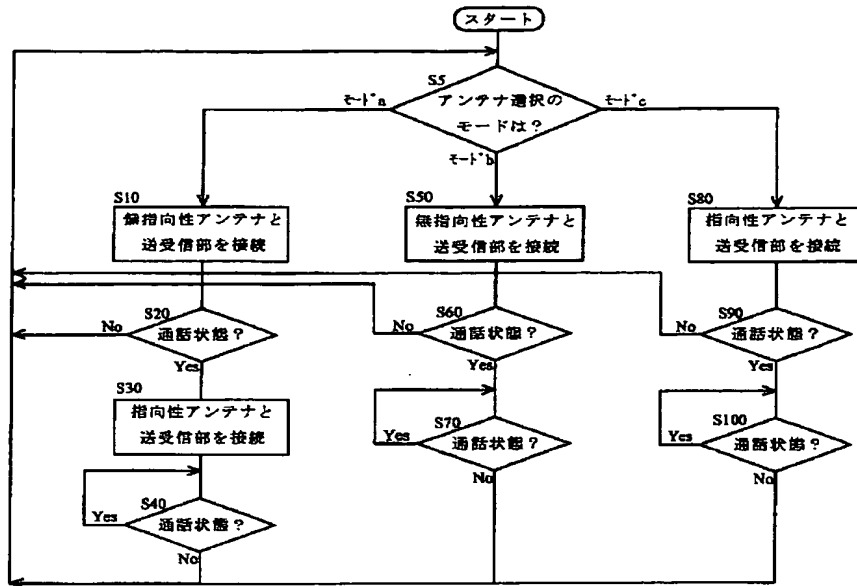 スタート
S5
アンテナ選択の
モードは?
モードa
モードb
モードc
S10
無指向性アンテナと
送受信部を接続
S50
無指向性アンテナと
送受信部を接続
S80
指向性アンテナと
送受信部を接続
S20
通話状態?
No
Yes
S60
通話状態?
No
Yes
S90
通話状態?
No
Yes
S30
指向性アンテナと
送受信部を接続
S70
通話状態?
Yes
No
S100
通話状態?
Yes
No
S40
通話状態?
Yes
No